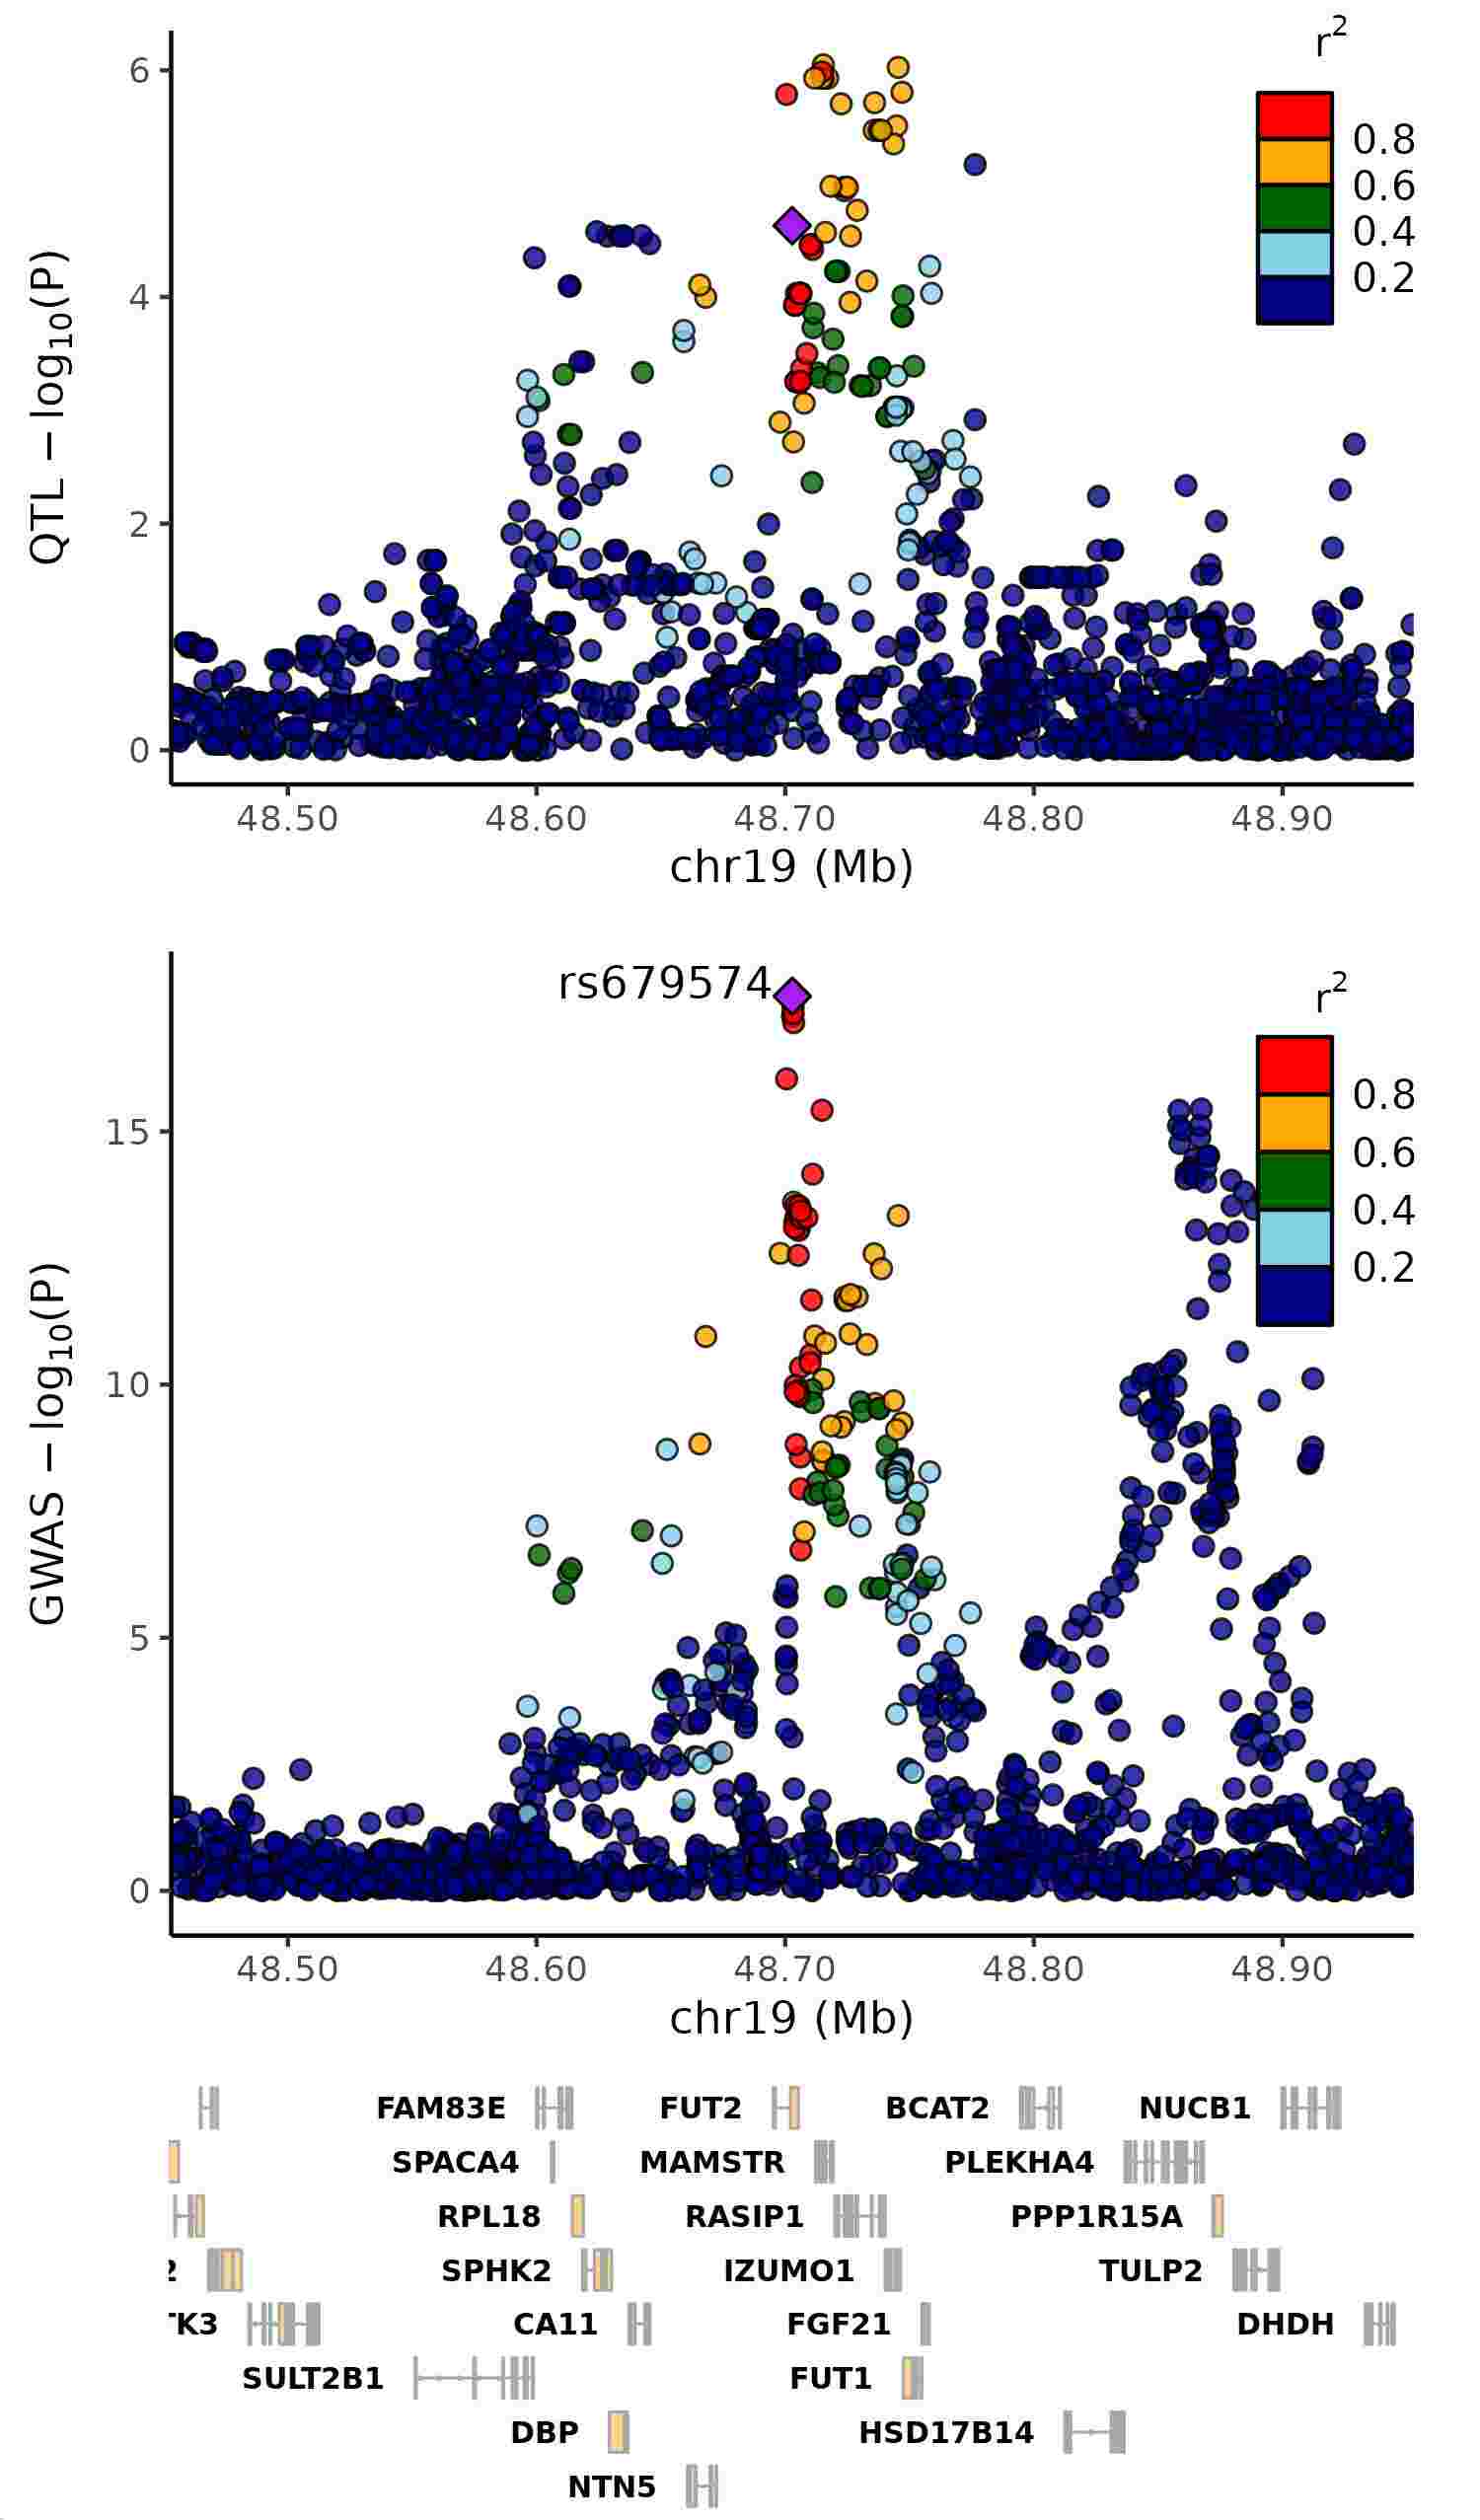 r²
6
4
2
0
QTL − log₁₀(P)
0.8
0.6
0.4
0.2
48.50 48.60 48.70 48.80 48.90
chr19 (Mb)
rs679574
r²
15
10
5
0
GWAS − log₁₀(P)
0.8
0.6
0.4
0.2
48.50 48.60 48.70 48.80 48.90
chr19 (Mb)
FAM83E FUT2 BCAT2 NUCB1
SPACA4 MAMSTR PLEKHA4
RPL18 RASIP1 PPP1R15A
2 SPHK2 IZUMO1 TULP2
TK3 CA11 FGF21 DHDH
SULT2B1 FUT1
DBP HSD17B14
NTN5